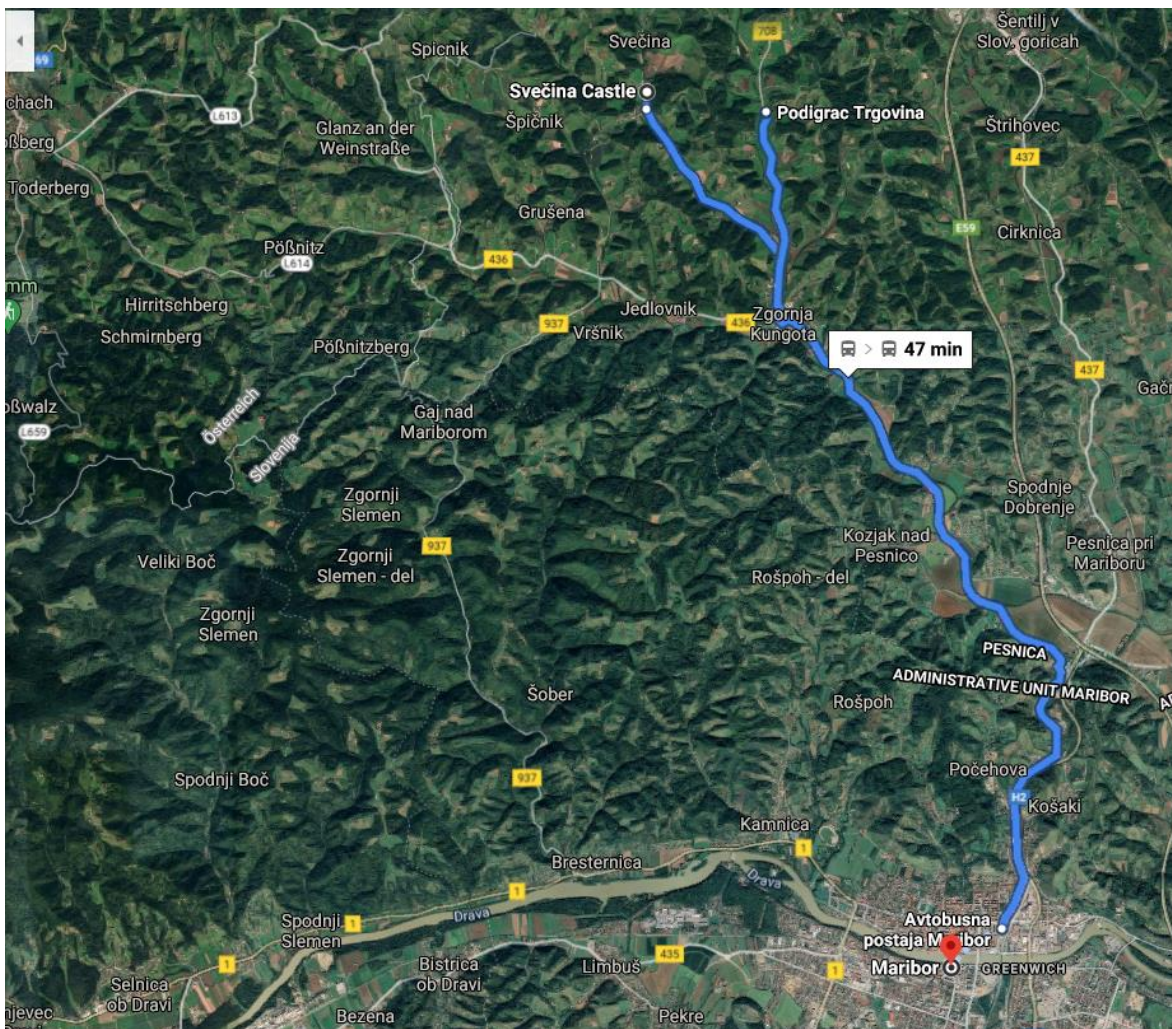 69
708
Šentilj v
Slov. goricah
Spicnik
Svečina
Svečina Castle
Podigrac Trgovina
L613
Glanz an der
Weinstraße
Špičnik
Štrihovec
437
Toderberg
Grušena
E59
Cirknica
Pößnitz
L614
436
Hirritschberg
Jedlovnik
Zgornja
Kungota
937
Vršnik
436
Schmirnberg
Pößnitzberg
> 47 min
437
L659
Österreich
Slovenija
Gaj nad
Mariborom
Zgornji
Slemen
Spodnje
Dobrenje
937
Kozjak nad
Pesnico
Pesnica pri
Mariboru
Veliki Boč
Zgornji
Slemen - del
Rošpoh - del
Zgornji
Slemen
PESNICA
ADMINISTRATIVE UNIT MARIBOR
Šober
Rošpoh
Spodnji Boč
937
Počehova
H2
Košaki
Kamnica
1
Bresternica
Drava
1
Drava
Spodnji
Slemen
1
Avtobusna
postaja Maribor
Maribor
GREENWICH
1
435
Limbuš
1
Bistrica
ob Dravi
Selnica
ob Dravi
Bezena
Pekre